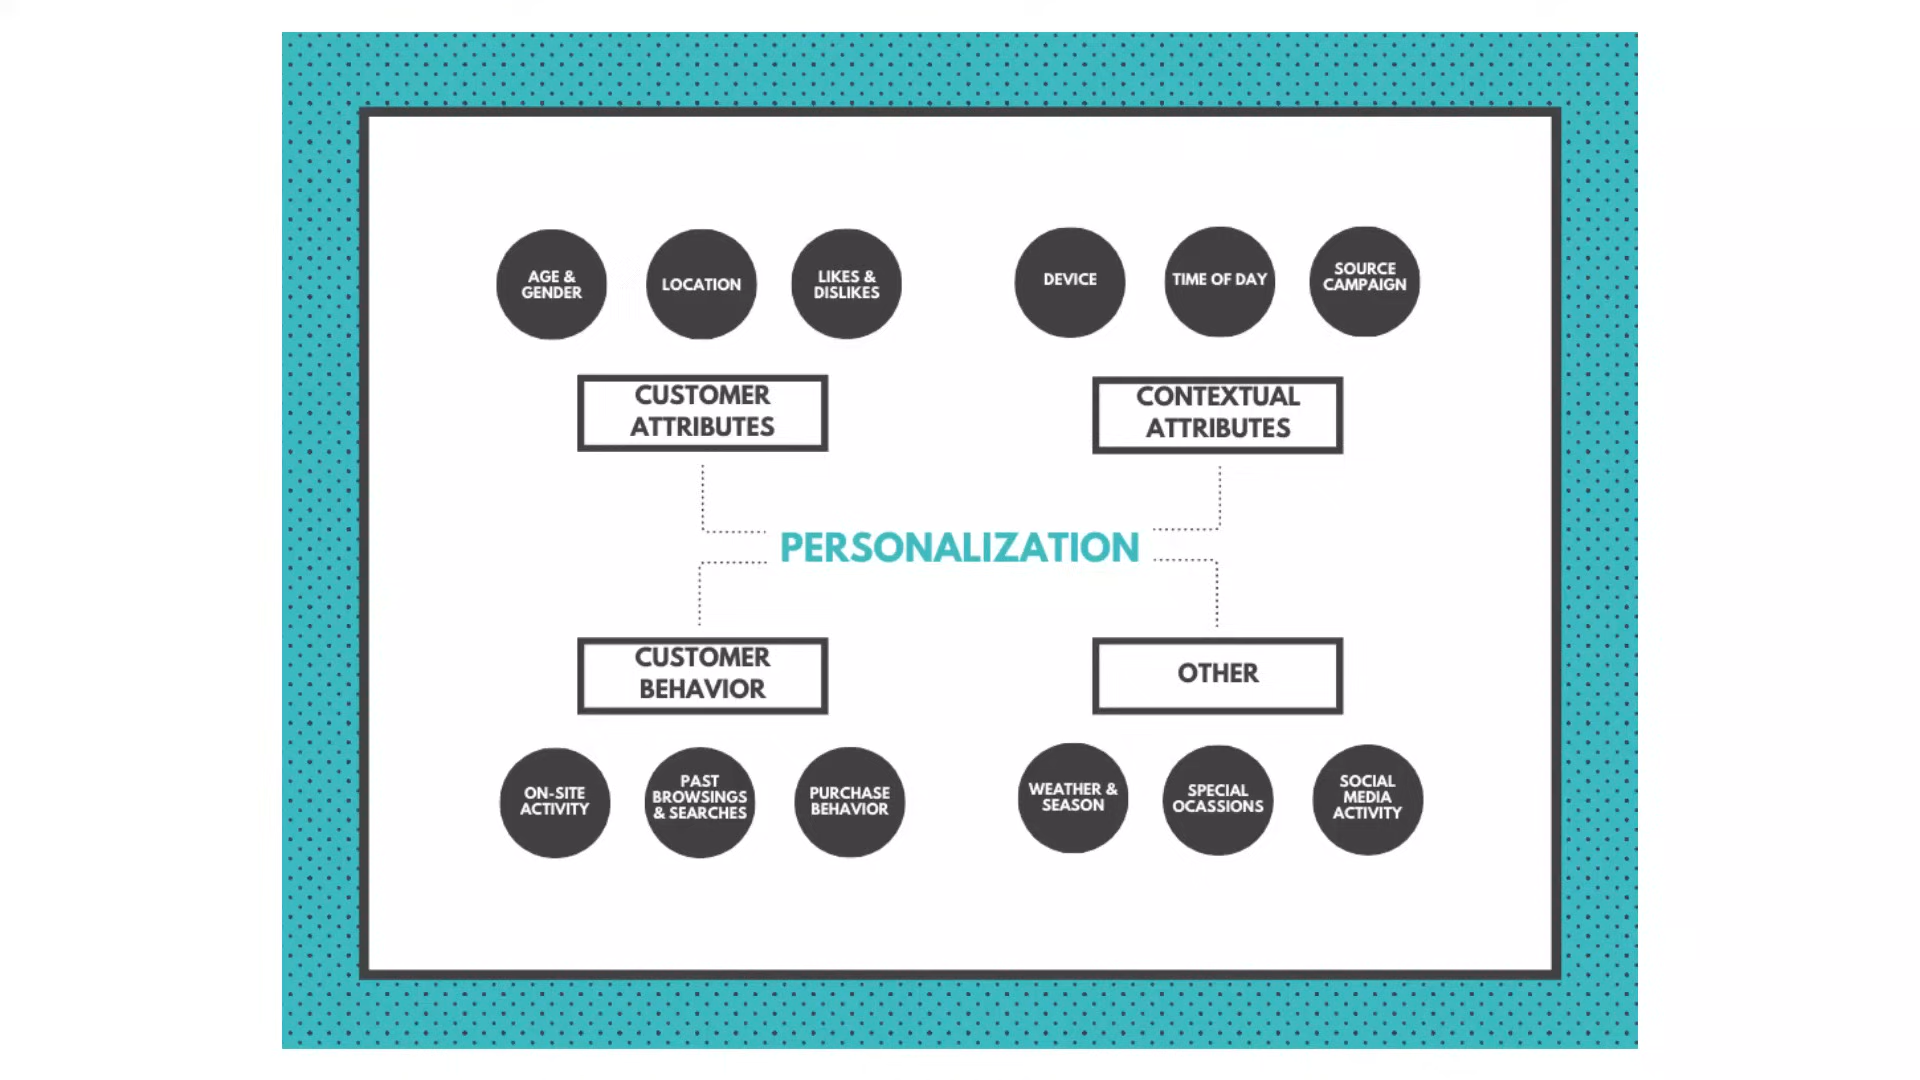 AGE &
GENDER
LOCATION
LIKES &
DISLIKES
DEVICE
TIME OF DAY
SOURCE
CAMPAIGN
CUSTOMER
ATTRIBUTES
CONTEXTUAL
ATTRIBUTES
PERSONALIZATION
CUSTOMER
BEHAVIOR
OTHER
ON-SITE
ACTIVITY
PAST
BROWSINGS
& SEARCHES
PURCHASE
BEHAVIOR
WEATHER &
SEASON
SPECIAL
OCASSIONS
SOCIAL
MEDIA
ACTIVITY